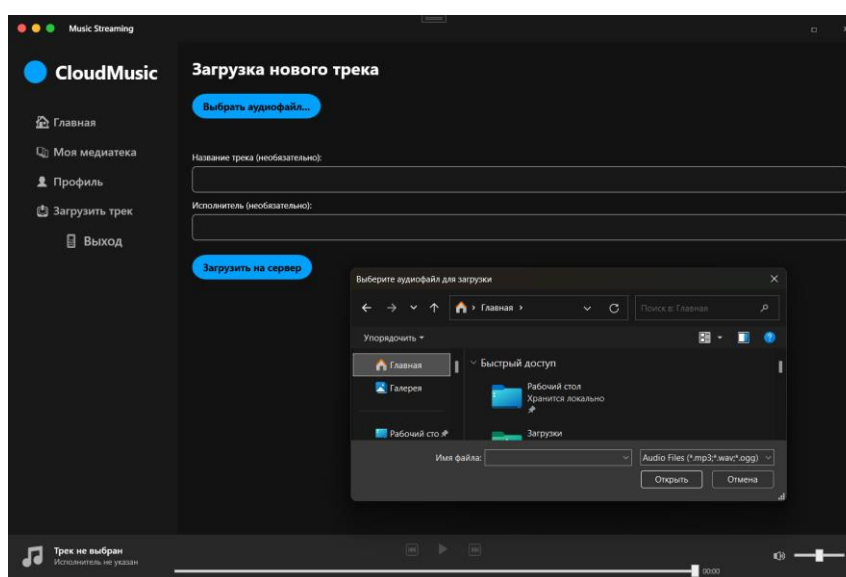 Music Streaming
CloudMusic
Главная
Моя медиатека
Профиль
Загрузить трек
Выход
Загрузка нового трека
Выбрать аудиофайл...
Название трека (необязательно):
Исполнитель (необязательно):
Загрузить на сервер
Выберите аудиофайл для загрузки
Главная
Поиск в: Главная
Упорядочить
Главная
Галерея
Рабочий сто
Быстрый доступ
Рабочий стол
Хранится локально
Загрузки
Имя файла:
Audio Files (*.mp3;*.wav;*.ogg)
Открыть
Отмена
Трек не выбран
Исполнитель не указан
00:00